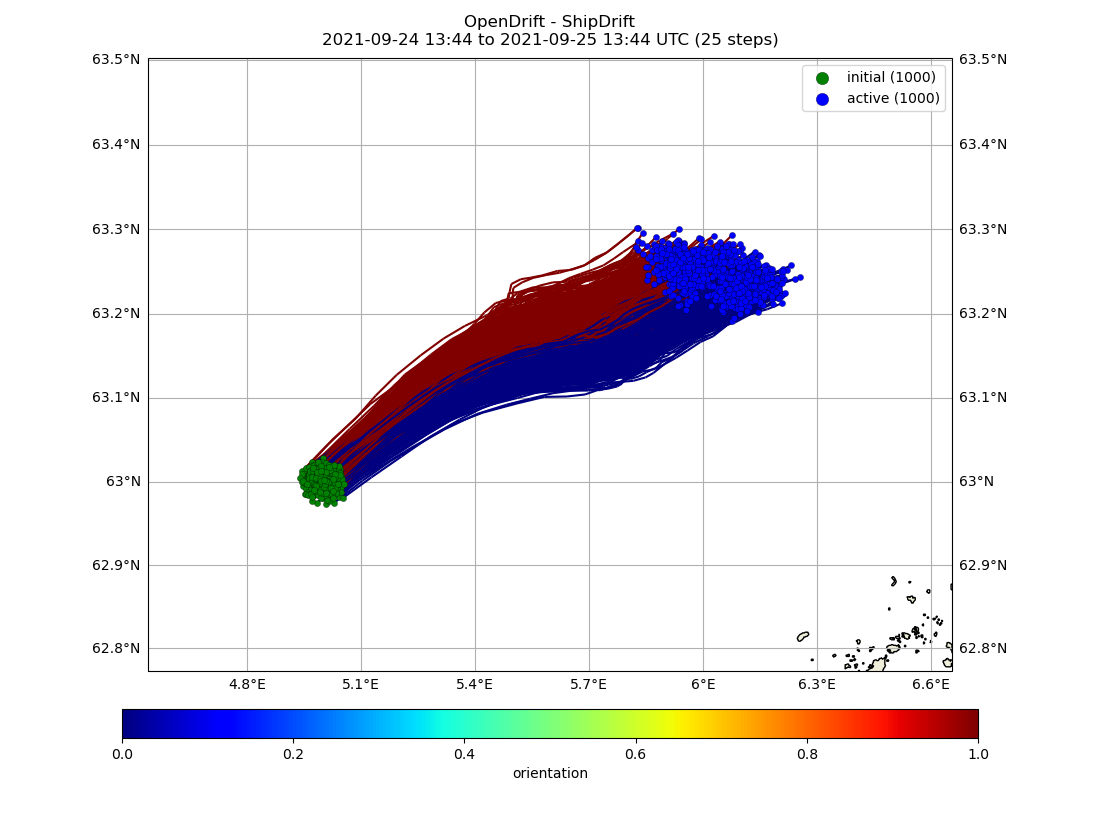 OpenDrift - ShipDrift
2021-09-24 13:44 to 2021-09-25 13:44 UTC (25 steps)
63.5°N 63.5°N
initial (1000)
active (1000)
63.4°N 63.4°N
63.3°N 63.3°N
63.2°N 63.2°N
63.1°N 63.1°N
63°N 63°N
62.9°N 62.9°N
62.8°N 62.8°N
4.8°E 5.1°E 5.4°E 5.7°E 6°E 6.3°E 6.6°E
0.0 0.2 0.4 0.6 0.8 1.0
orientation